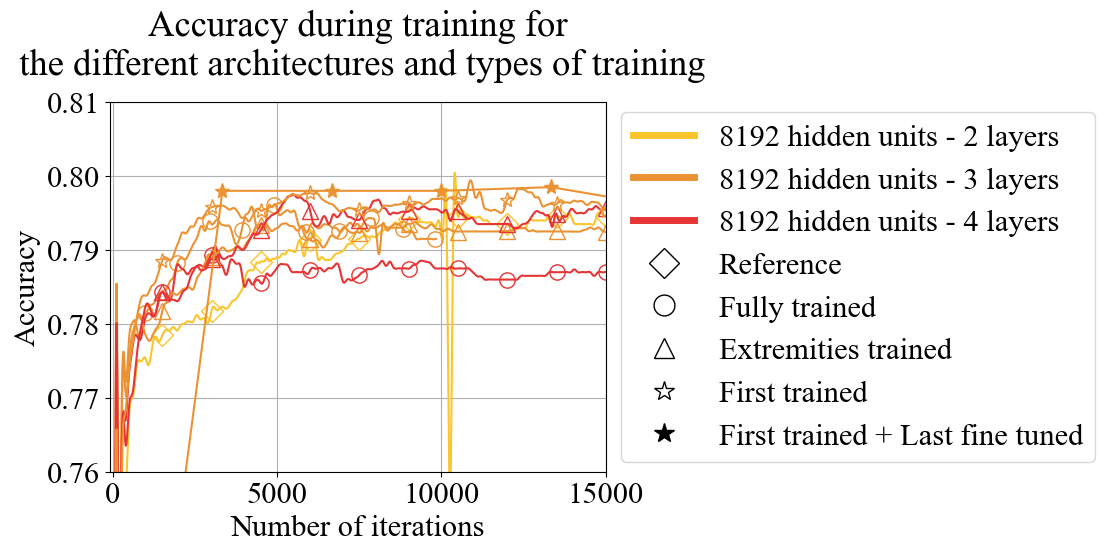 Accuracy during training for
the different architectures and types of training
0.81
0.80
0.79
0.78
0.77
0.76
Accuracy
0
5000
10000
15000
Number of iterations
8192 hidden units - 2 layers
8192 hidden units - 3 layers
8192 hidden units - 4 layers
Reference
Fully trained
Extremities trained
First trained
First trained + Last fine tuned